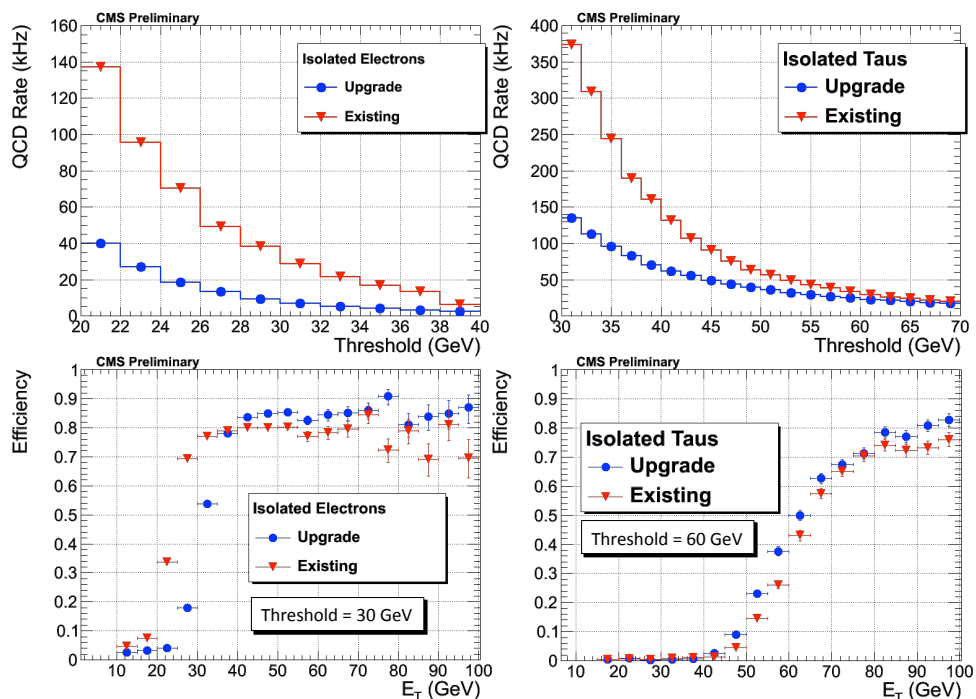 CMS Preliminary
QCD Rate (kHz)
160
140
120
100
80
60
40
20
0
Isolated Electrons
Upgrade
Existing
20 22 24 26 28 30 32 34 36 38 40
Threshold (GeV)
CMS Preliminary
QCD Rate (kHz)
400
350
300
250
200
150
100
50
0
Isolated Taus
Upgrade
Existing
30 35 40 45 50 55 60 65 70
Threshold (GeV)
CMS Preliminary
Efficiency
1
0.9
0.8
0.7
0.6
0.5
0.4
0.3
0.2
0.1
0
Isolated Electrons
Upgrade
Existing
Threshold = 30 GeV
10 20 30 40 50 60 70 80 90 100
E_T (GeV)
CMS Preliminary
Efficiency
1
0.9
0.8
0.7
0.6
0.5
0.4
0.3
0.2
0.1
0
Isolated Taus
Upgrade
Existing
Threshold = 60 GeV
10 20 30 40 50 60 70 80 90 100
E_T (GeV)